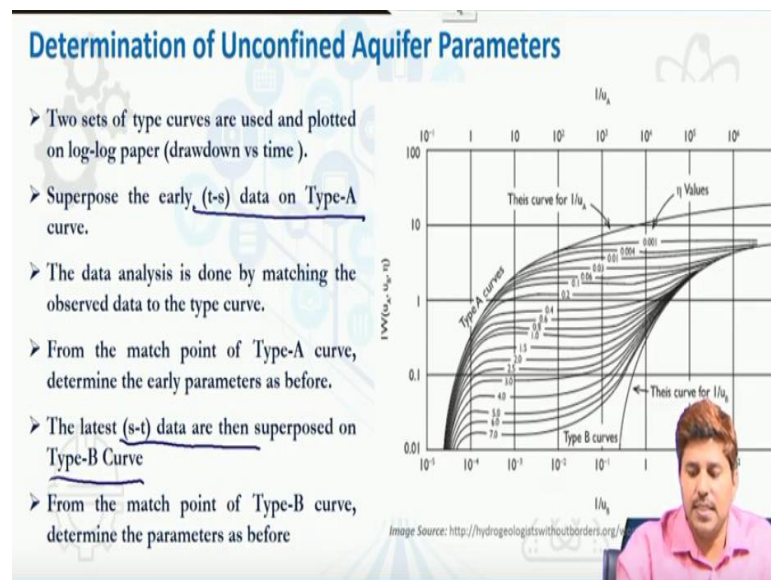 Determination of Unconfined Aquifer Parameters
➤ Two sets of type curves are used and plotted
on log-log paper (drawdown vs time ).
➤ Superpose the early (t-s) data on Type-A
curve.
➤ The data analysis is done by matching the
observed data to the type curve.
➤ From the match point of Type-A curve,
determine the early parameters as before.
➤ The latest (s-t) data are then superposed on
Type-B Curve
➤ From the match point of Type-B curve,
determine the parameters as before
1/u_A
10⁻¹ 1 10 10² 10³ 10⁴ 10⁵ 10⁶
100
10
1
0.1
0.01
W(u_A, u_B, η)
Theis curve for 1/u_A
η Values
Type A curves
0.001
0.004
0.01
0.03
0.06
0.1
0.2
0.4
0.6
0.8
1.0
1.5
2.0
2.5
3.0
4.0
5.0
6.0
7.0
Theis curve for 1/u_B
Type B curves
10⁻⁵ 10⁻⁴ 10⁻³ 10⁻² 10⁻¹ 1
1/u_B
Image Source: http://hydrogeologistswithoutborders.org/